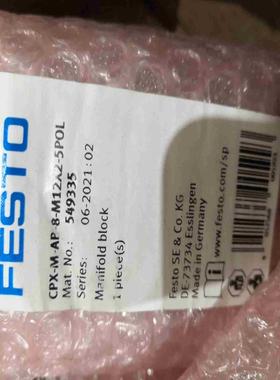 FESTO
CPX-M-AP-8-M12X2-5POL
Mat. No.: 549335
Series: 06-2021:02
Manifold block
1 piece(s)
Festo SE & Co. KG
DE-73734 Esslingen
Made in Germany
www.festo.com/sp